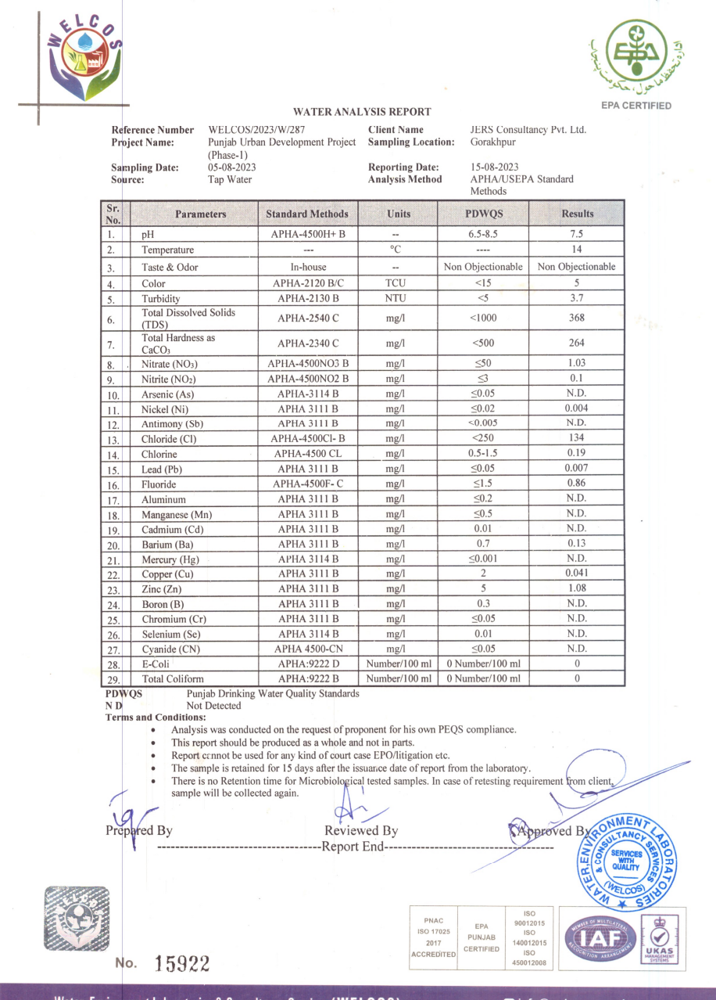 WELCOS
ادارہ تحفظ ماحول، حکومت پنجاب
EPA
EPA CERTIFIED
WATER ANALYSIS REPORT
Reference Number WELCOS/2023/W/287 Client Name JERS Consultancy Pvt. Ltd.
Project Name: Punjab Urban Development Project Sampling Location: Gorakhpur
(Phase-1)
Sampling Date: 05-08-2023 Reporting Date: 15-08-2023
Source: Tap Water Analysis Method APHA/USEPA Standard
Methods
Sr. No. Parameters Standard Methods Units PDWQS Results
1. pH APHA-4500H+ B -- 6.5-8.5 7.5
2. Temperature --- °C ---- 14
3. Taste & Odor In-house -- Non Objectionable Non Objectionable
4. Color APHA-2120 B/C TCU <15 5
5. Turbidity APHA-2130 B NTU <5 3.7
6. Total Dissolved Solids (TDS) APHA-2540 C mg/l <1000 368
7. Total Hardness as CaCO₃ APHA-2340 C mg/l <500 264
8. Nitrate (NO₃) APHA-4500NO3 B mg/l ≤50 1.03
9. Nitrite (NO₂) APHA-4500NO2 B mg/l ≤3 0.1
10. Arsenic (As) APHA-3114 B mg/l ≤0.05 N.D.
11. Nickel (Ni) APHA 3111 B mg/l ≤0.02 0.004
12. Antimony (Sb) APHA 3111 B mg/l <0.005 N.D.
13. Chloride (Cl) APHA-4500Cl- B mg/l <250 134
14. Chlorine APHA-4500 CL mg/l 0.5-1.5 0.19
15. Lead (Pb) APHA 3111 B mg/l ≤0.05 0.007
16. Fluoride APHA-4500F- C mg/l ≤1.5 0.86
17. Aluminum APHA 3111 B mg/l ≤0.2 N.D.
18. Manganese (Mn) APHA 3111 B mg/l ≤0.5 N.D.
19. Cadmium (Cd) APHA 3111 B mg/l 0.01 N.D.
20. Barium (Ba) APHA 3111 B mg/l 0.7 0.13
21. Mercury (Hg) APHA 3114 B mg/l ≤0.001 N.D.
22. Copper (Cu) APHA 3111 B mg/l 2 0.041
23. Zinc (Zn) APHA 3111 B mg/l 5 1.08
24. Boron (B) APHA 3111 B mg/l 0.3 N.D.
25. Chromium (Cr) APHA 3111 B mg/l ≤0.05 N.D.
26. Selenium (Se) APHA 3114 B mg/l 0.01 N.D.
27. Cyanide (CN) APHA 4500-CN mg/l ≤0.05 N.D.
28. E-Coli APHA:9222 D Number/100 ml 0 Number/100 ml 0
29. Total Coliform APHA:9222 B Number/100 ml 0 Number/100 ml 0
PDWQS Punjab Drinking Water Quality Standards
N D Not Detected
Terms and Conditions:
• Analysis was conducted on the request of proponent for his own PEQS compliance.
• This report should be produced as a whole and not in parts.
• Report cannot be used for any kind of court case EPO/litigation etc.
• The sample is retained for 15 days after the issuance date of report from the laboratory.
• There is no Retention time for Microbiological tested samples. In case of retesting requirement from client,
sample will be collected again.
Prepared By Reviewed By Approved By
-----------------------------------Report End------------------------------------
WATER, ENVIRONMENT LABORATORIES
& CONSULTANCY SERVICES
SERVICES
WITH
QUALITY
(WELCOS)
WELCOS
No. 15922
PNAC
ISO 17025
2017
ACCREDITED
EPA
PUNJAB
CERTIFIED
ISO
90012015
ISO
140012015
ISO
450012008
MEMBER OF MULTILATERAL
IAF
RECOGNITION ARRANGEMENT
UKAS
MANAGEMENT
SYSTEMS